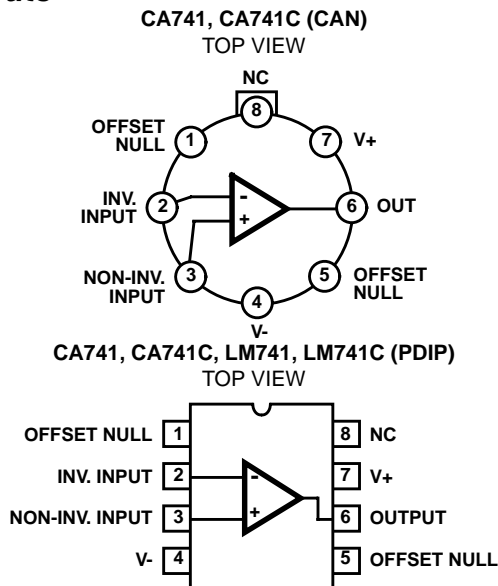 CA741, CA741C (CAN)
TOP VIEW
NC
8
OFFSET
NULL
1
7
V+
INV.
INPUT
2
-
+
6
OUT
NON-INV.
INPUT
3
5
OFFSET
NULL
4
V-
CA741, CA741C, LM741, LM741C (PDIP)
TOP VIEW
OFFSET NULL 1
8 NC
INV. INPUT 2
-
7 V+
NON-INV. INPUT 3
+
6 OUTPUT
V- 4
5 OFFSET NULL